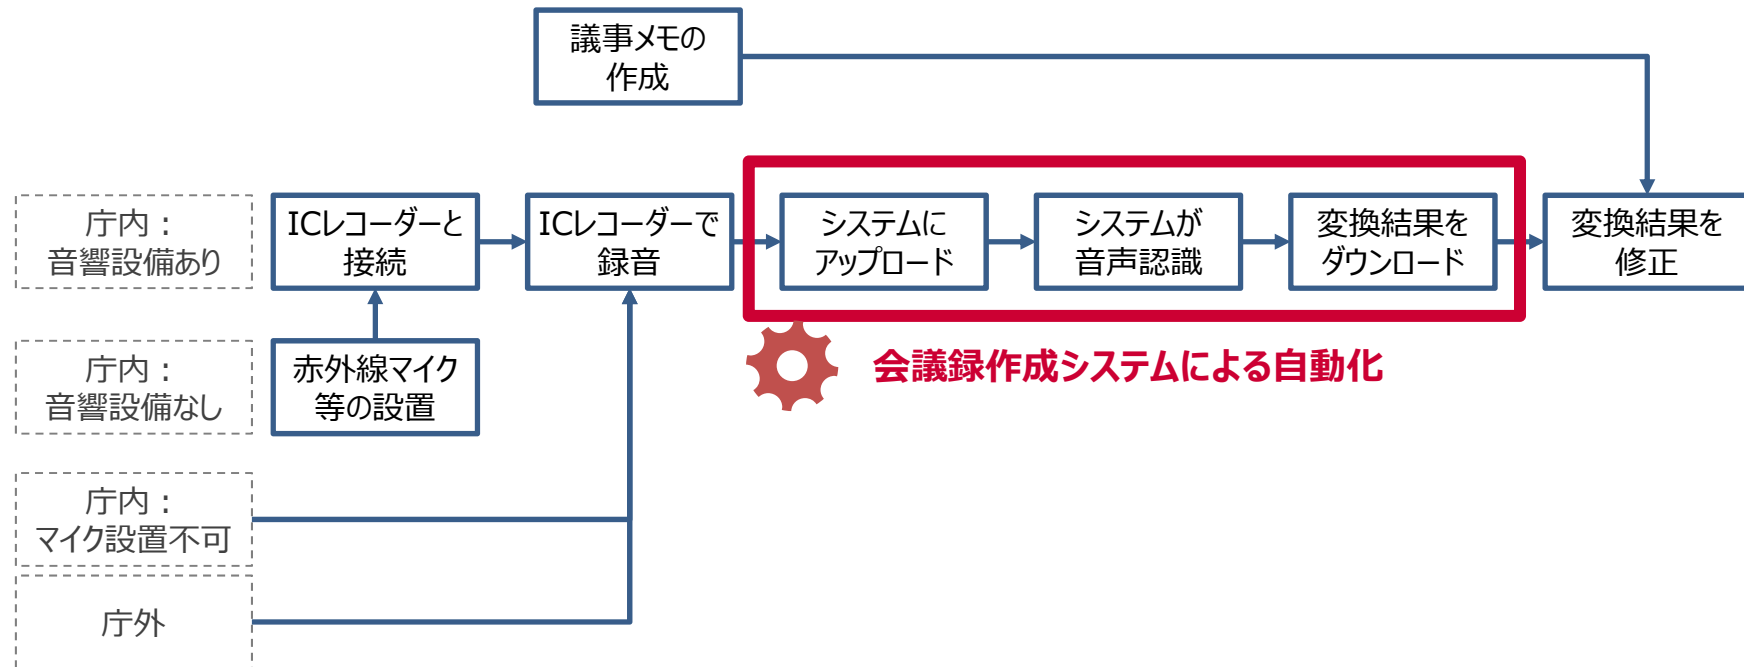 議事メモの
作成
庁内：
音響設備あり
ICレコーダーと
接続
ICレコーダーで
録音
システムに
アップロード
システムが
音声認識
変換結果を
ダウンロード
変換結果を
修正
庁内：
音響設備なし
赤外線マイク
等の設置
会議録作成システムによる自動化
庁内：
マイク設置不可
庁外